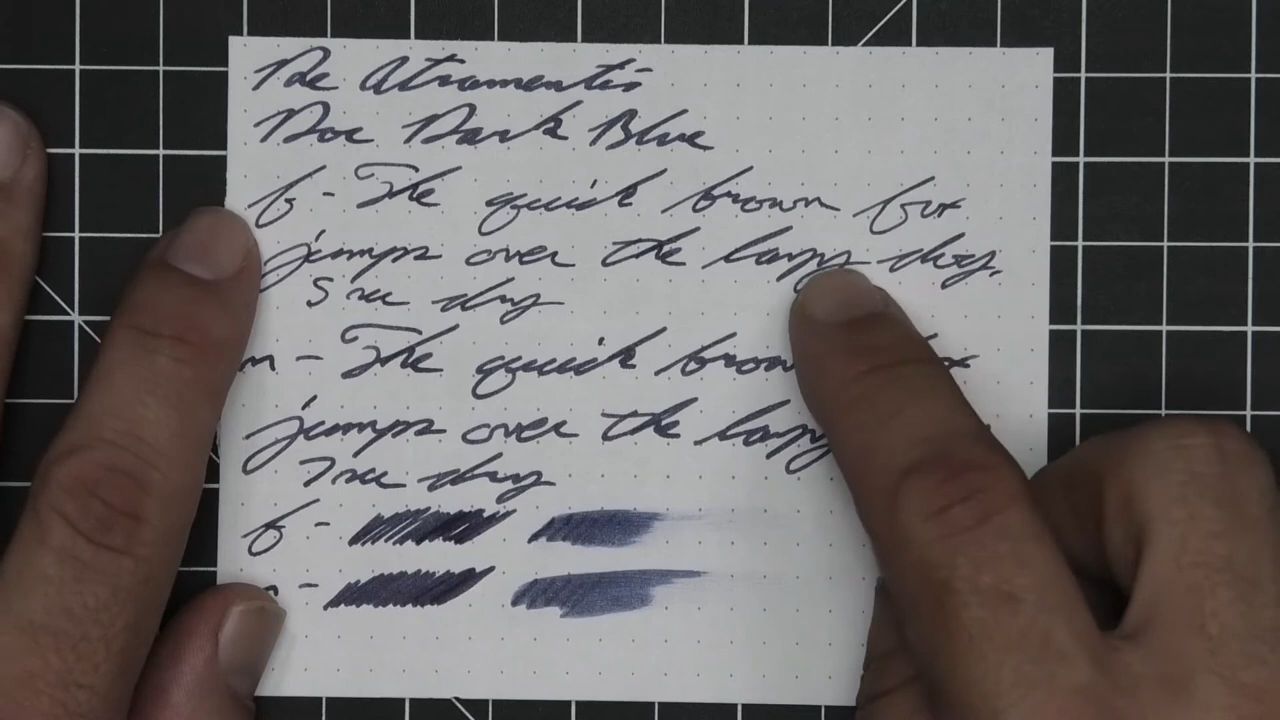 De Atramentis
Doc Dark Blue
f - The quick brown fox
jumps over the lazy dog.
5 sec dry
m - The quick brown
jumps over the lazy
7 sec dry
f -
m -